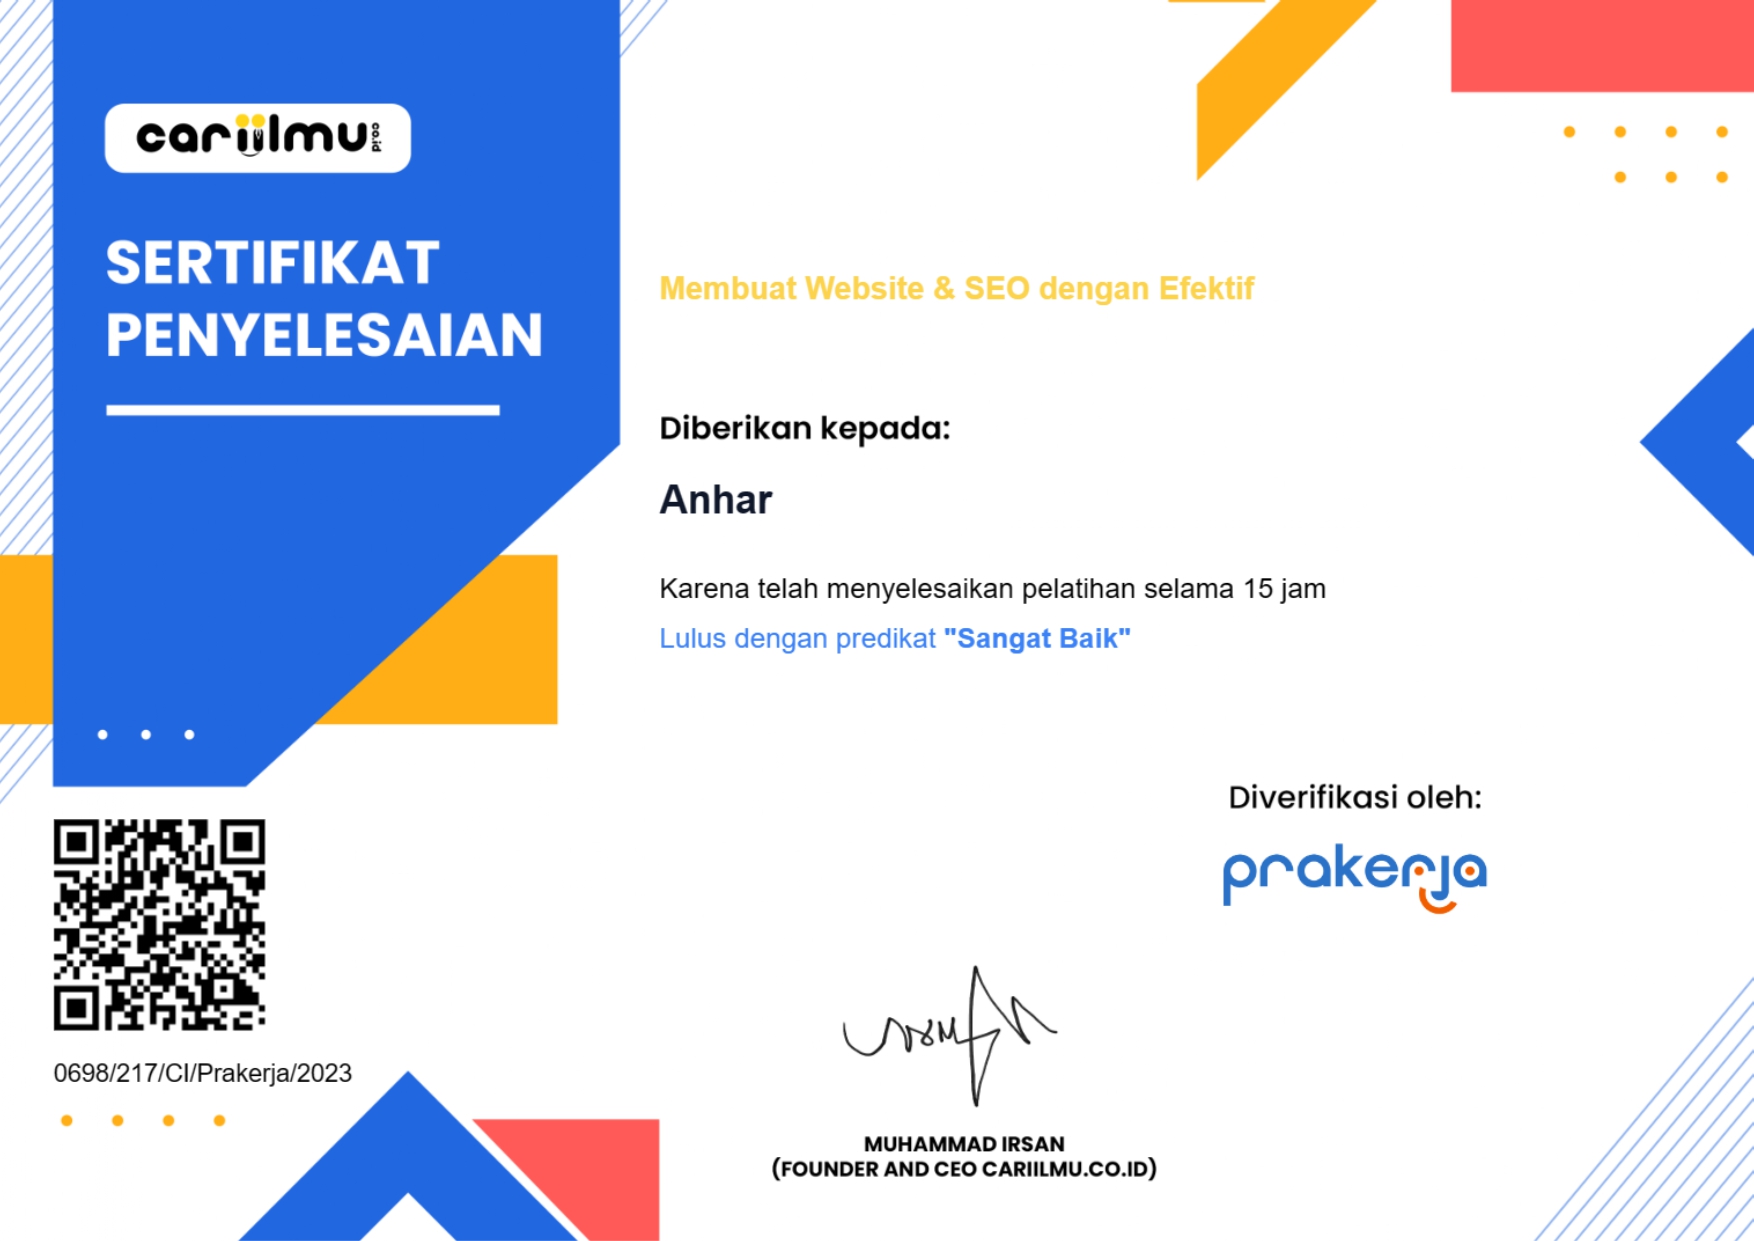 cariilmu.co.id
SERTIFIKAT
PENYELESAIAN
Membuat Website & SEO dengan Efektif
Diberikan kepada:
Anhar
Karena telah menyelesaikan pelatihan selama 15 jam
Lulus dengan predikat "Sangat Baik"
Diverifikasi oleh:
prakerja
0698/217/CI/Prakerja/2023
MUHAMMAD IRSAN
(FOUNDER AND CEO CARIILMU.CO.ID)